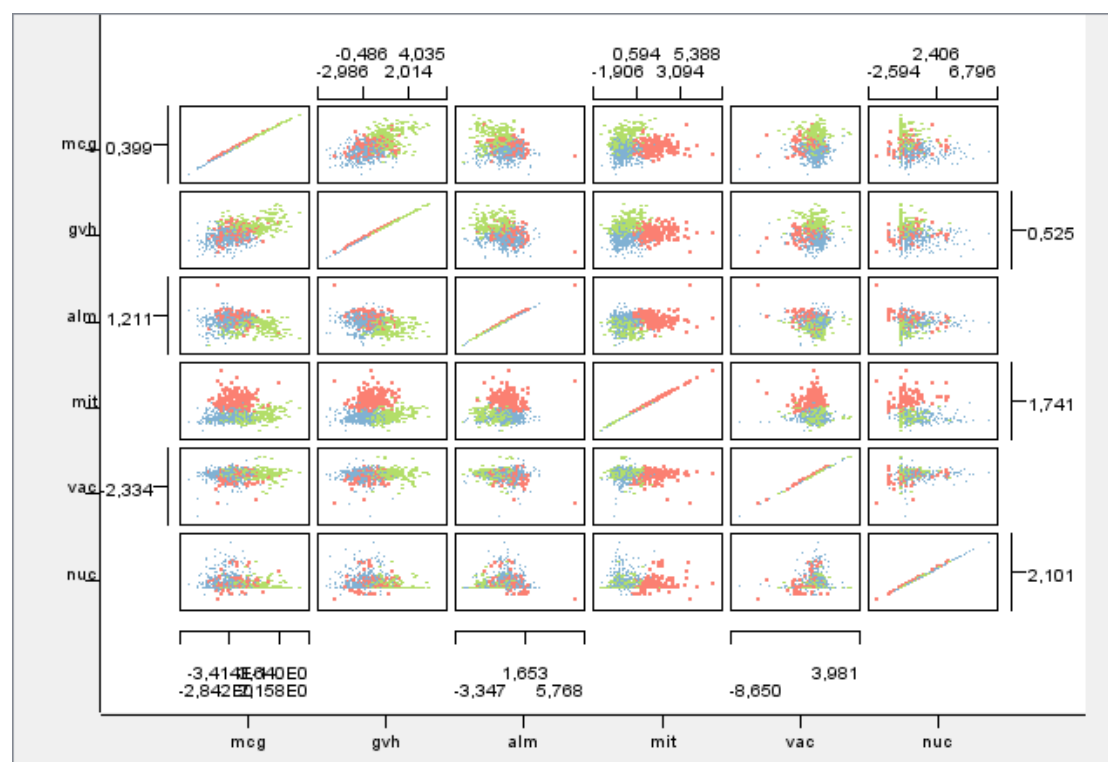 -0,486 4,035 0,594 5,388 2,406
-2,986 2,014 -1,906 3,094 -2,594 6,796
mcg 0,399
gvh 0,525
alm 1,211
mit 1,741
vac -2,334
nuc 2,101
1,653 3,981
-3,347 5,768 -8,650
mcg gvh alm mit vac nuc